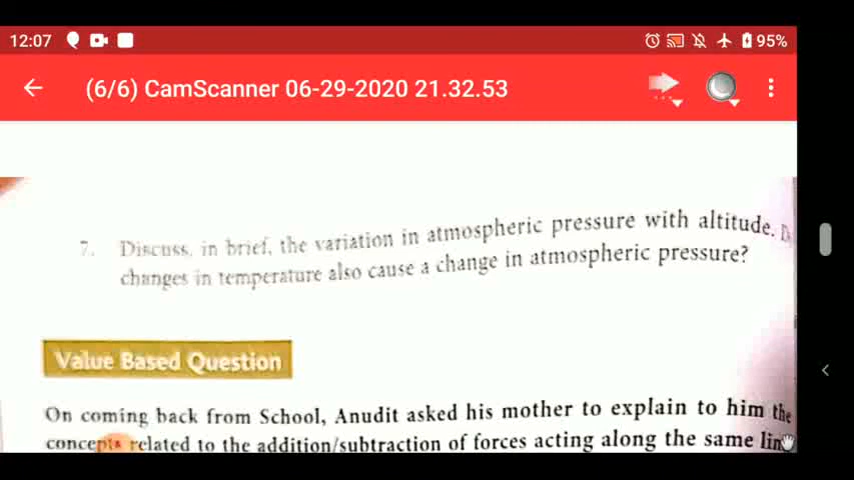 12:07
95%
(6/6) CamScanner 06-29-2020 21.32.53
7. Discuss, in brief, the variation in atmospheric pressure with altitude.
changes in temperature also cause a change in atmospheric pressure?
Value Based Question
On coming back from School, Anudit asked his mother to explain to him the
concepts related to the addition/subtraction of forces acting along the same lin